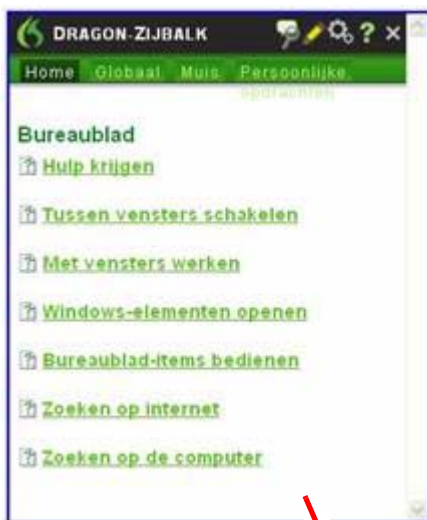 DRAGON-ZIJBALK ? ×
Home Globaal Muis Persoonlijke
opdrachten
Bureaublad
Hulp krijgen
Tussen vensters schakelen
Met vensters werken
Windows-elementen openen
Bureaublad-items bedienen
Zoeken op internet
Zoeken op de computer